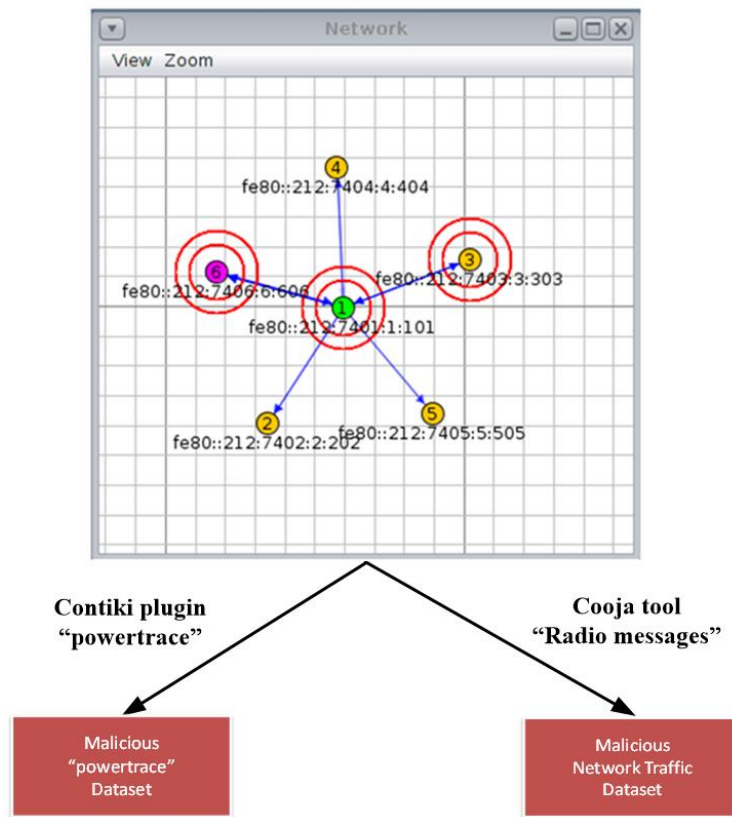 Network
View Zoom
4
fe80::212:7404:4:404
3
fe80::212:7403:3:303
6
fe80::212:7406:6:606
1
fe80::212:7401:1:101
5
fe80::212:7405:5:505
2
fe80::212:7402:2:202
Contiki plugin
“powertrace”
Cooja tool
“Radio messages”
Malicious
“powertrace”
Dataset
Malicious
Network Traffic
Dataset